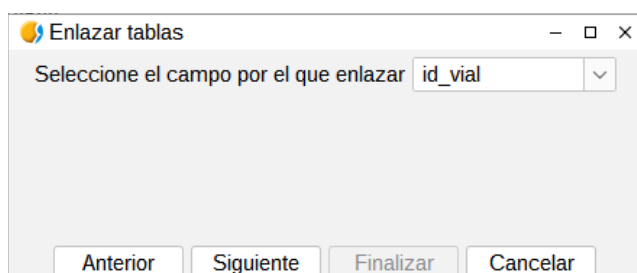 Enlazar tablas
Seleccione el campo por el que enlazar id_vial
Anterior Siguiente Finalizar Cancelar